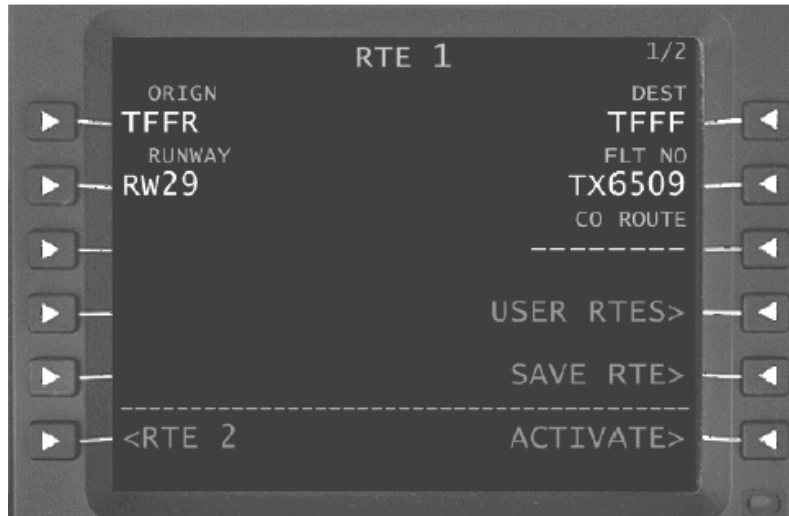 RTE 1 1/2
ORIGN DEST
TFFR TFFF
RUNWAY FLT NO
RW29 TX6509
CO ROUTE
--------
USER RTES>
SAVE RTE>
------------------------------------------
<RTE 2 ACTIVATE>